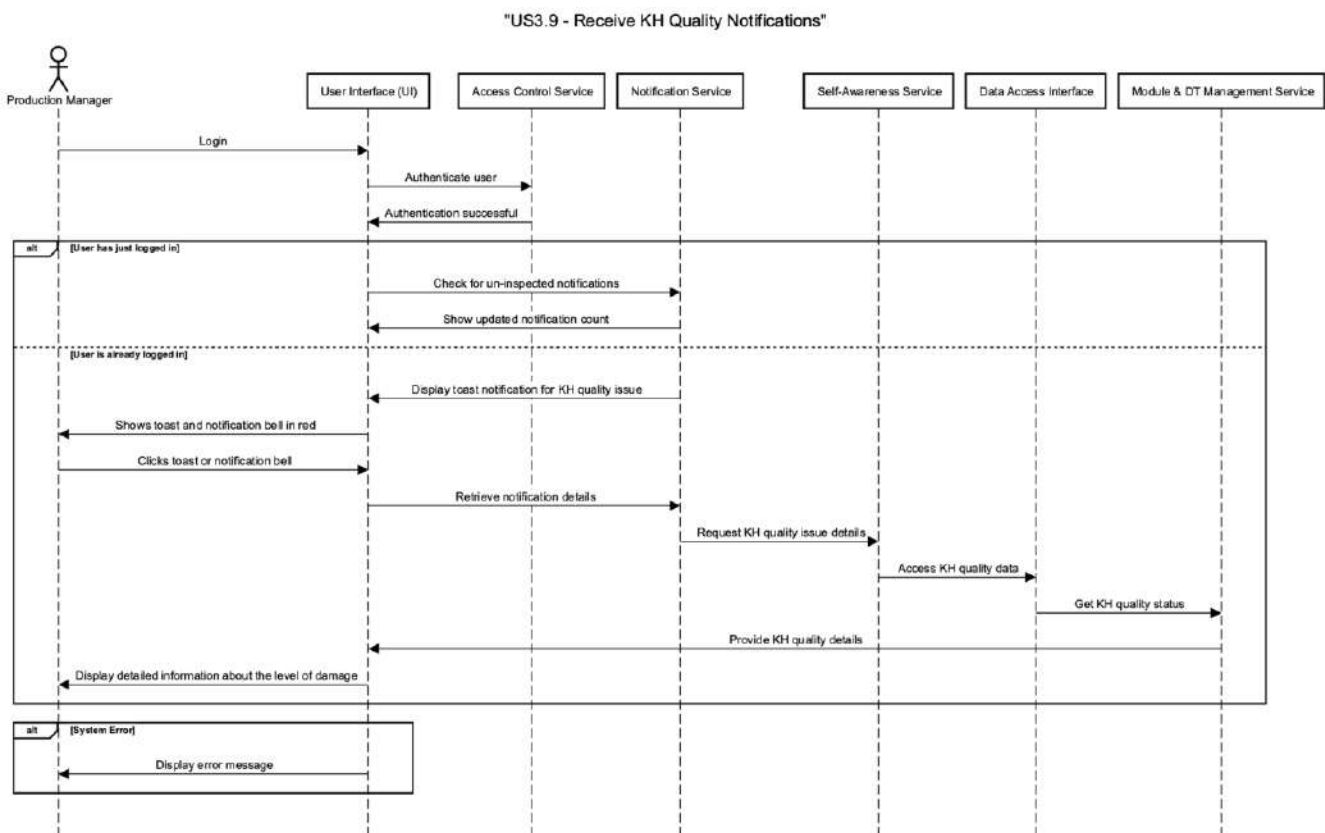 "US3.9 - Receive KH Quality Notifications"
Production Manager
User Interface (UI)
Access Control Service
Notification Service
Self-Awareness Service
Data Access Interface
Module & DT Management Service
Login
Authenticate user
Authentication successful
alt
[User has just logged in]
Check for un-inspected notifications
Show updated notification count
[User is already logged in]
Display toast notification for KH quality issue
Shows toast and notification bell in red
Clicks toast or notification bell
Retrieve notification details
Request KH quality issue details
Access KH quality data
Get KH quality status
Provide KH quality details
Display detailed information about the level of damage
alt
[System Error]
Display error message